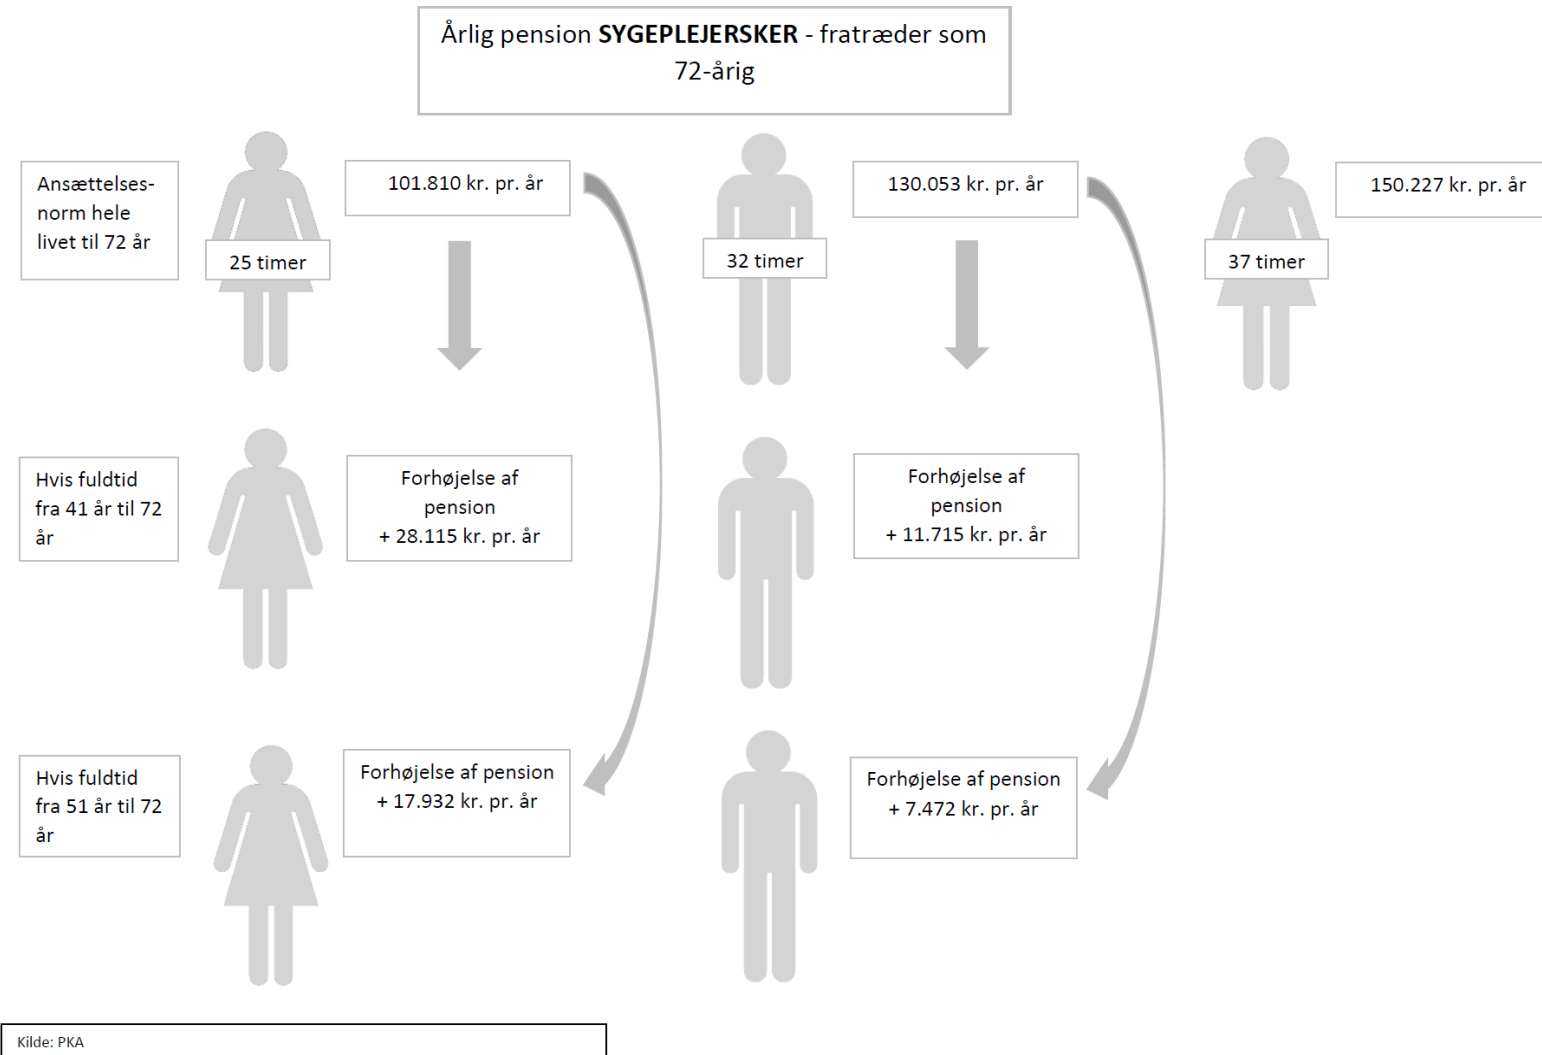 Årlig pension SYGEPLEJERSKER - fratræder som
72-årig
Ansættelses-
norm hele
livet til 72 år
25 timer
101.810 kr. pr. år
32 timer
130.053 kr. pr. år
37 timer
150.227 kr. pr. år
Hvis fuldtid
fra 41 år til 72
år
Forhøjelse af
pension
+ 28.115 kr. pr. år
Forhøjelse af
pension
+ 11.715 kr. pr. år
Hvis fuldtid
fra 51 år til 72
år
Forhøjelse af pension
+ 17.932 kr. pr. år
Forhøjelse af pension
+ 7.472 kr. pr. år
Kilde: PKA